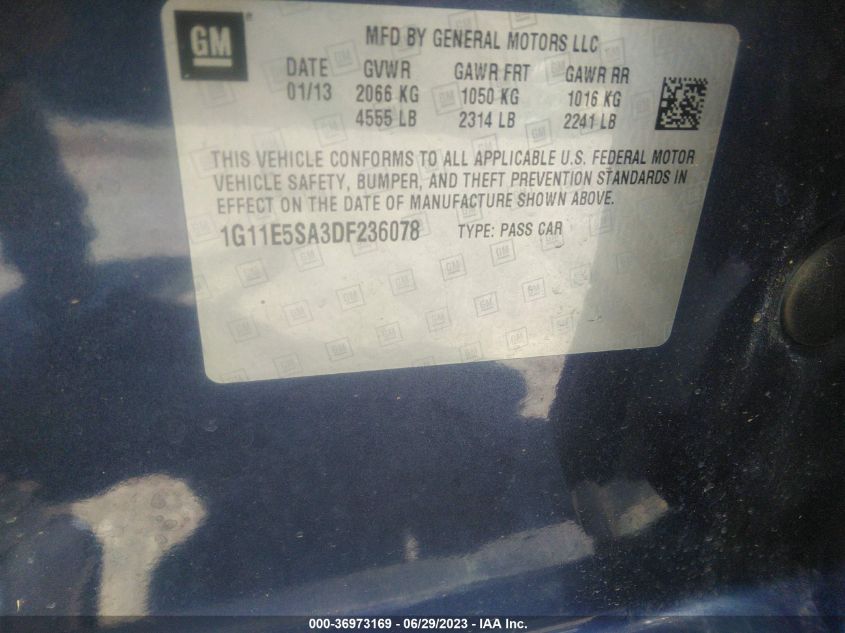 GM
MFD BY GENERAL MOTORS LLC
DATE GVWR GAWR FRT GAWR RR
01/13 2066 KG 1050 KG 1016 KG
4555 LB 2314 LB 2241 LB
THIS VEHICLE CONFORMS TO ALL APPLICABLE U.S. FEDERAL MOTOR
VEHICLE SAFETY, BUMPER, AND THEFT PREVENTION STANDARDS IN
EFFECT ON THE DATE OF MANUFACTURE SHOWN ABOVE.
1G11E5SA3DF236078 TYPE: PASS CAR
000-36973169 - 06/29/2023 - IAA Inc.